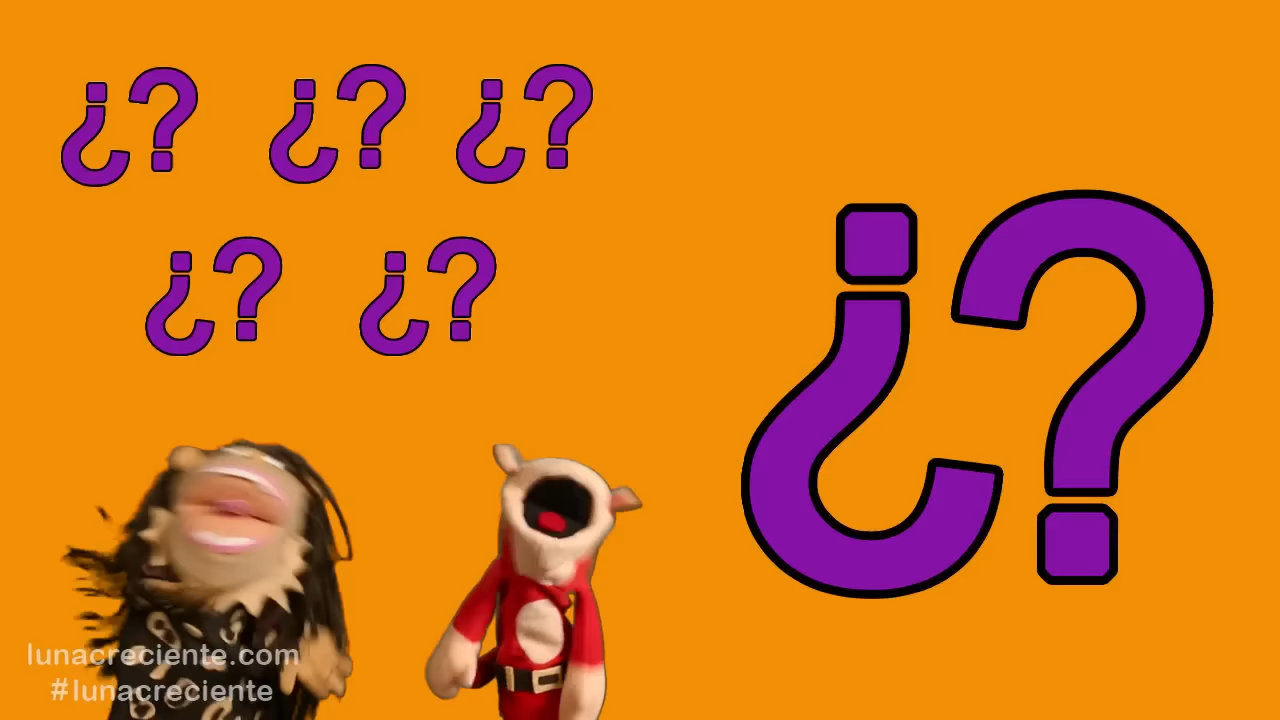 ¿? ¿? ¿?
¿? ¿?
¿?
lunacreciente.com
#lunacreciente